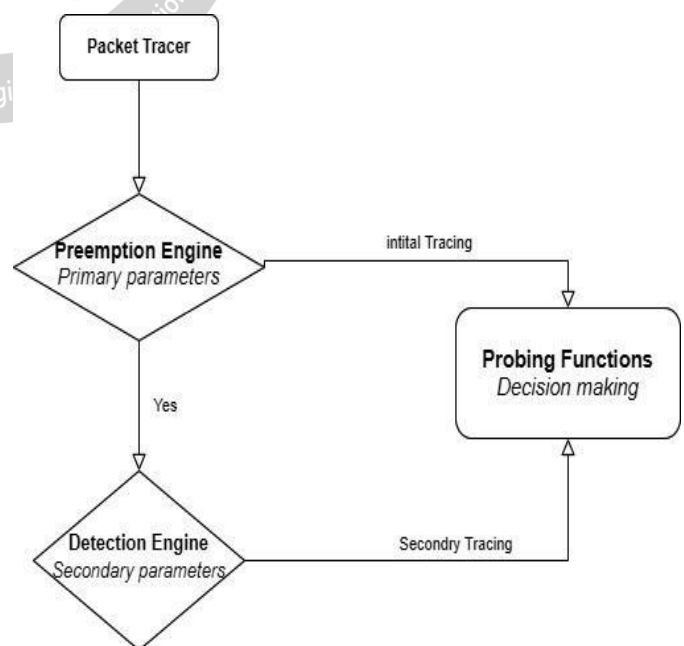 Packet Tracer
Preemption Engine
Primary parameters
intital Tracing
Probing Functions
Decision making
Yes
Detection Engine
Secondary parameters
Secondry Tracing